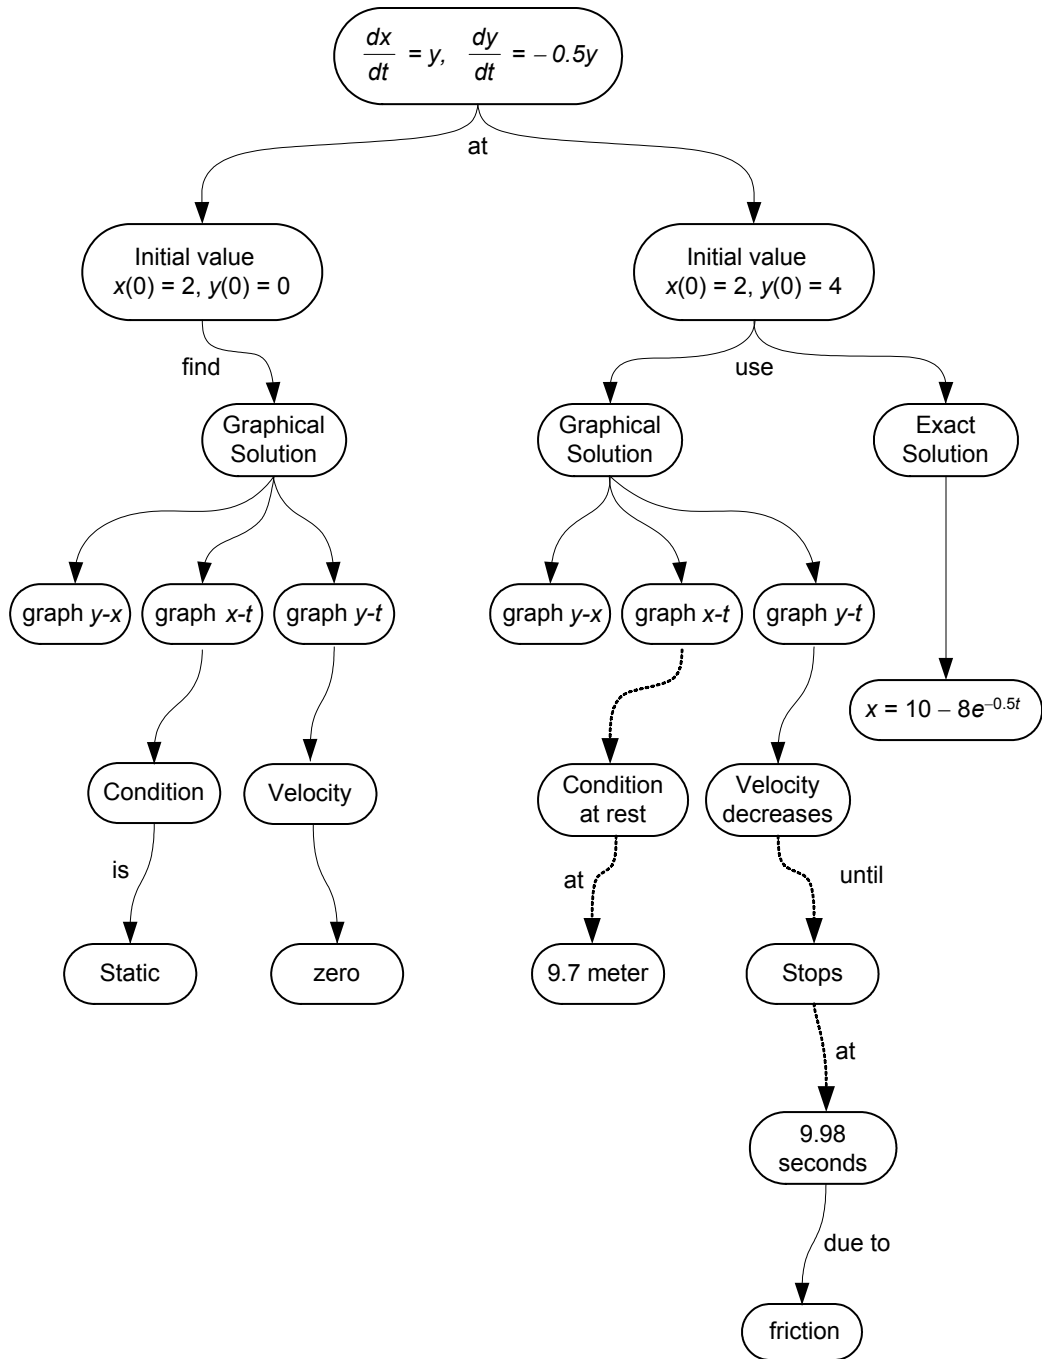 dx/dt = y, dy/dt = – 0.5y
at
Initial value
x(0) = 2, y(0) = 0
Initial value
x(0) = 2, y(0) = 4
find
use
Graphical
Solution
Graphical
Solution
Exact
Solution
graph y-x
graph x-t
graph y-t
graph y-x
graph x-t
graph y-t
x = 10 – 8e^–0.5t
Condition
Velocity
Condition
at rest
Velocity
decreases
is
at
until
Static
zero
9.7 meter
Stops
at
9.98
seconds
due to
friction